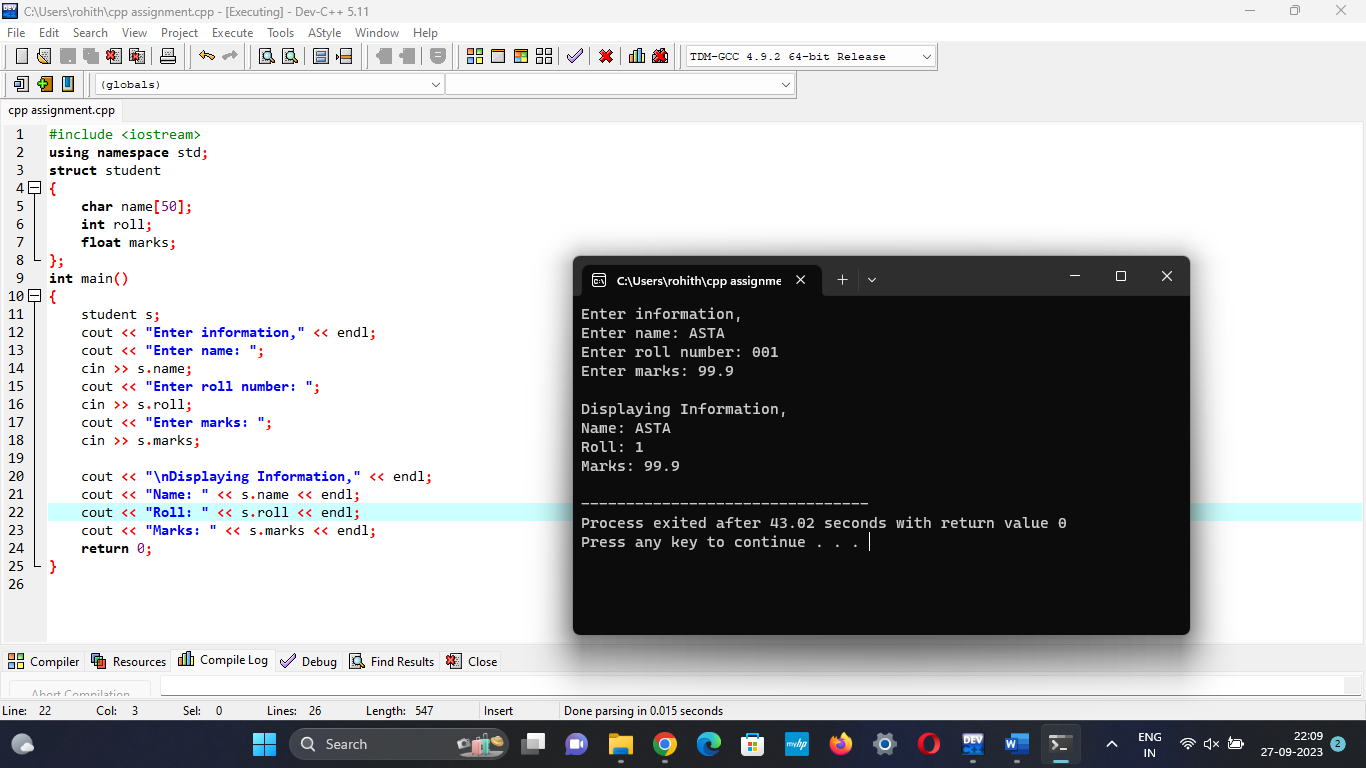 C:\Users\rohith\cpp assignment.cpp - [Executing] - Dev-C++ 5.11
File Edit Search View Project Execute Tools AStyle Window Help
TDM-GCC 4.9.2 64-bit Release
(globals)
cpp assignment.cpp
1 #include <iostream>
2 using namespace std;
3 struct student
4 {
5 char name[50];
6 int roll;
7 float marks;
8 };
9 int main()
10 {
11 student s;
12 cout << "Enter information," << endl;
13 cout << "Enter name: ";
14 cin >> s.name;
15 cout << "Enter roll number: ";
16 cin >> s.roll;
17 cout << "Enter marks: ";
18 cin >> s.marks;
19
20 cout << "\nDisplaying Information," << endl;
21 cout << "Name: " << s.name << endl;
22 cout << "Roll: " << s.roll << endl;
23 cout << "Marks: " << s.marks << endl;
24 return 0;
25 }
26
C:\Users\rohith\cpp assignme
Enter information,
Enter name: ASTA
Enter roll number: 001
Enter marks: 99.9
Displaying Information,
Name: ASTA
Roll: 1
Marks: 99.9
--------------------------------
Process exited after 43.02 seconds with return value 0
Press any key to continue . . .
Compiler Resources Compile Log Debug Find Results Close
Abort Compilation
Line: 22 Col: 3 Sel: 0 Lines: 26 Length: 547 Insert Done parsing in 0.015 seconds
Search
myhp
DEV
ENG
IN
22:09
27-09-2023
2